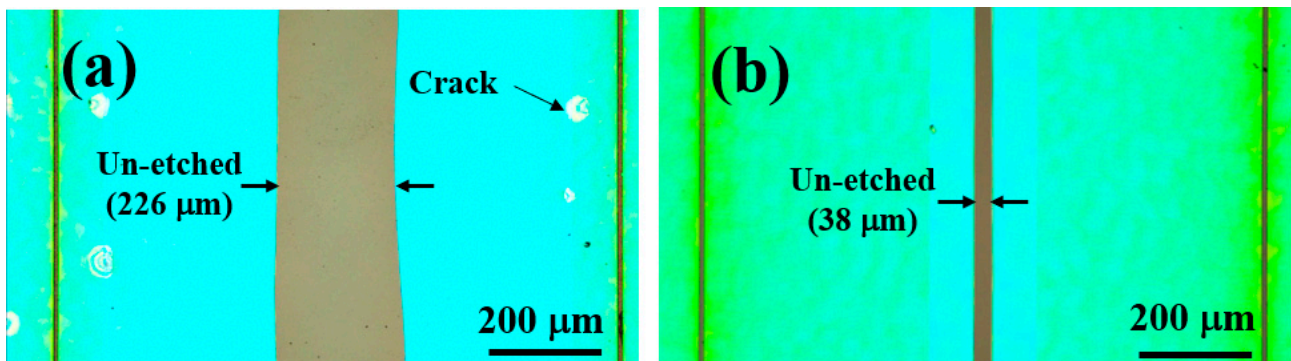 (a)
Crack
Un-etched
(226 μm)
200 μm
(b)
Un-etched
(38 μm)
200 μm